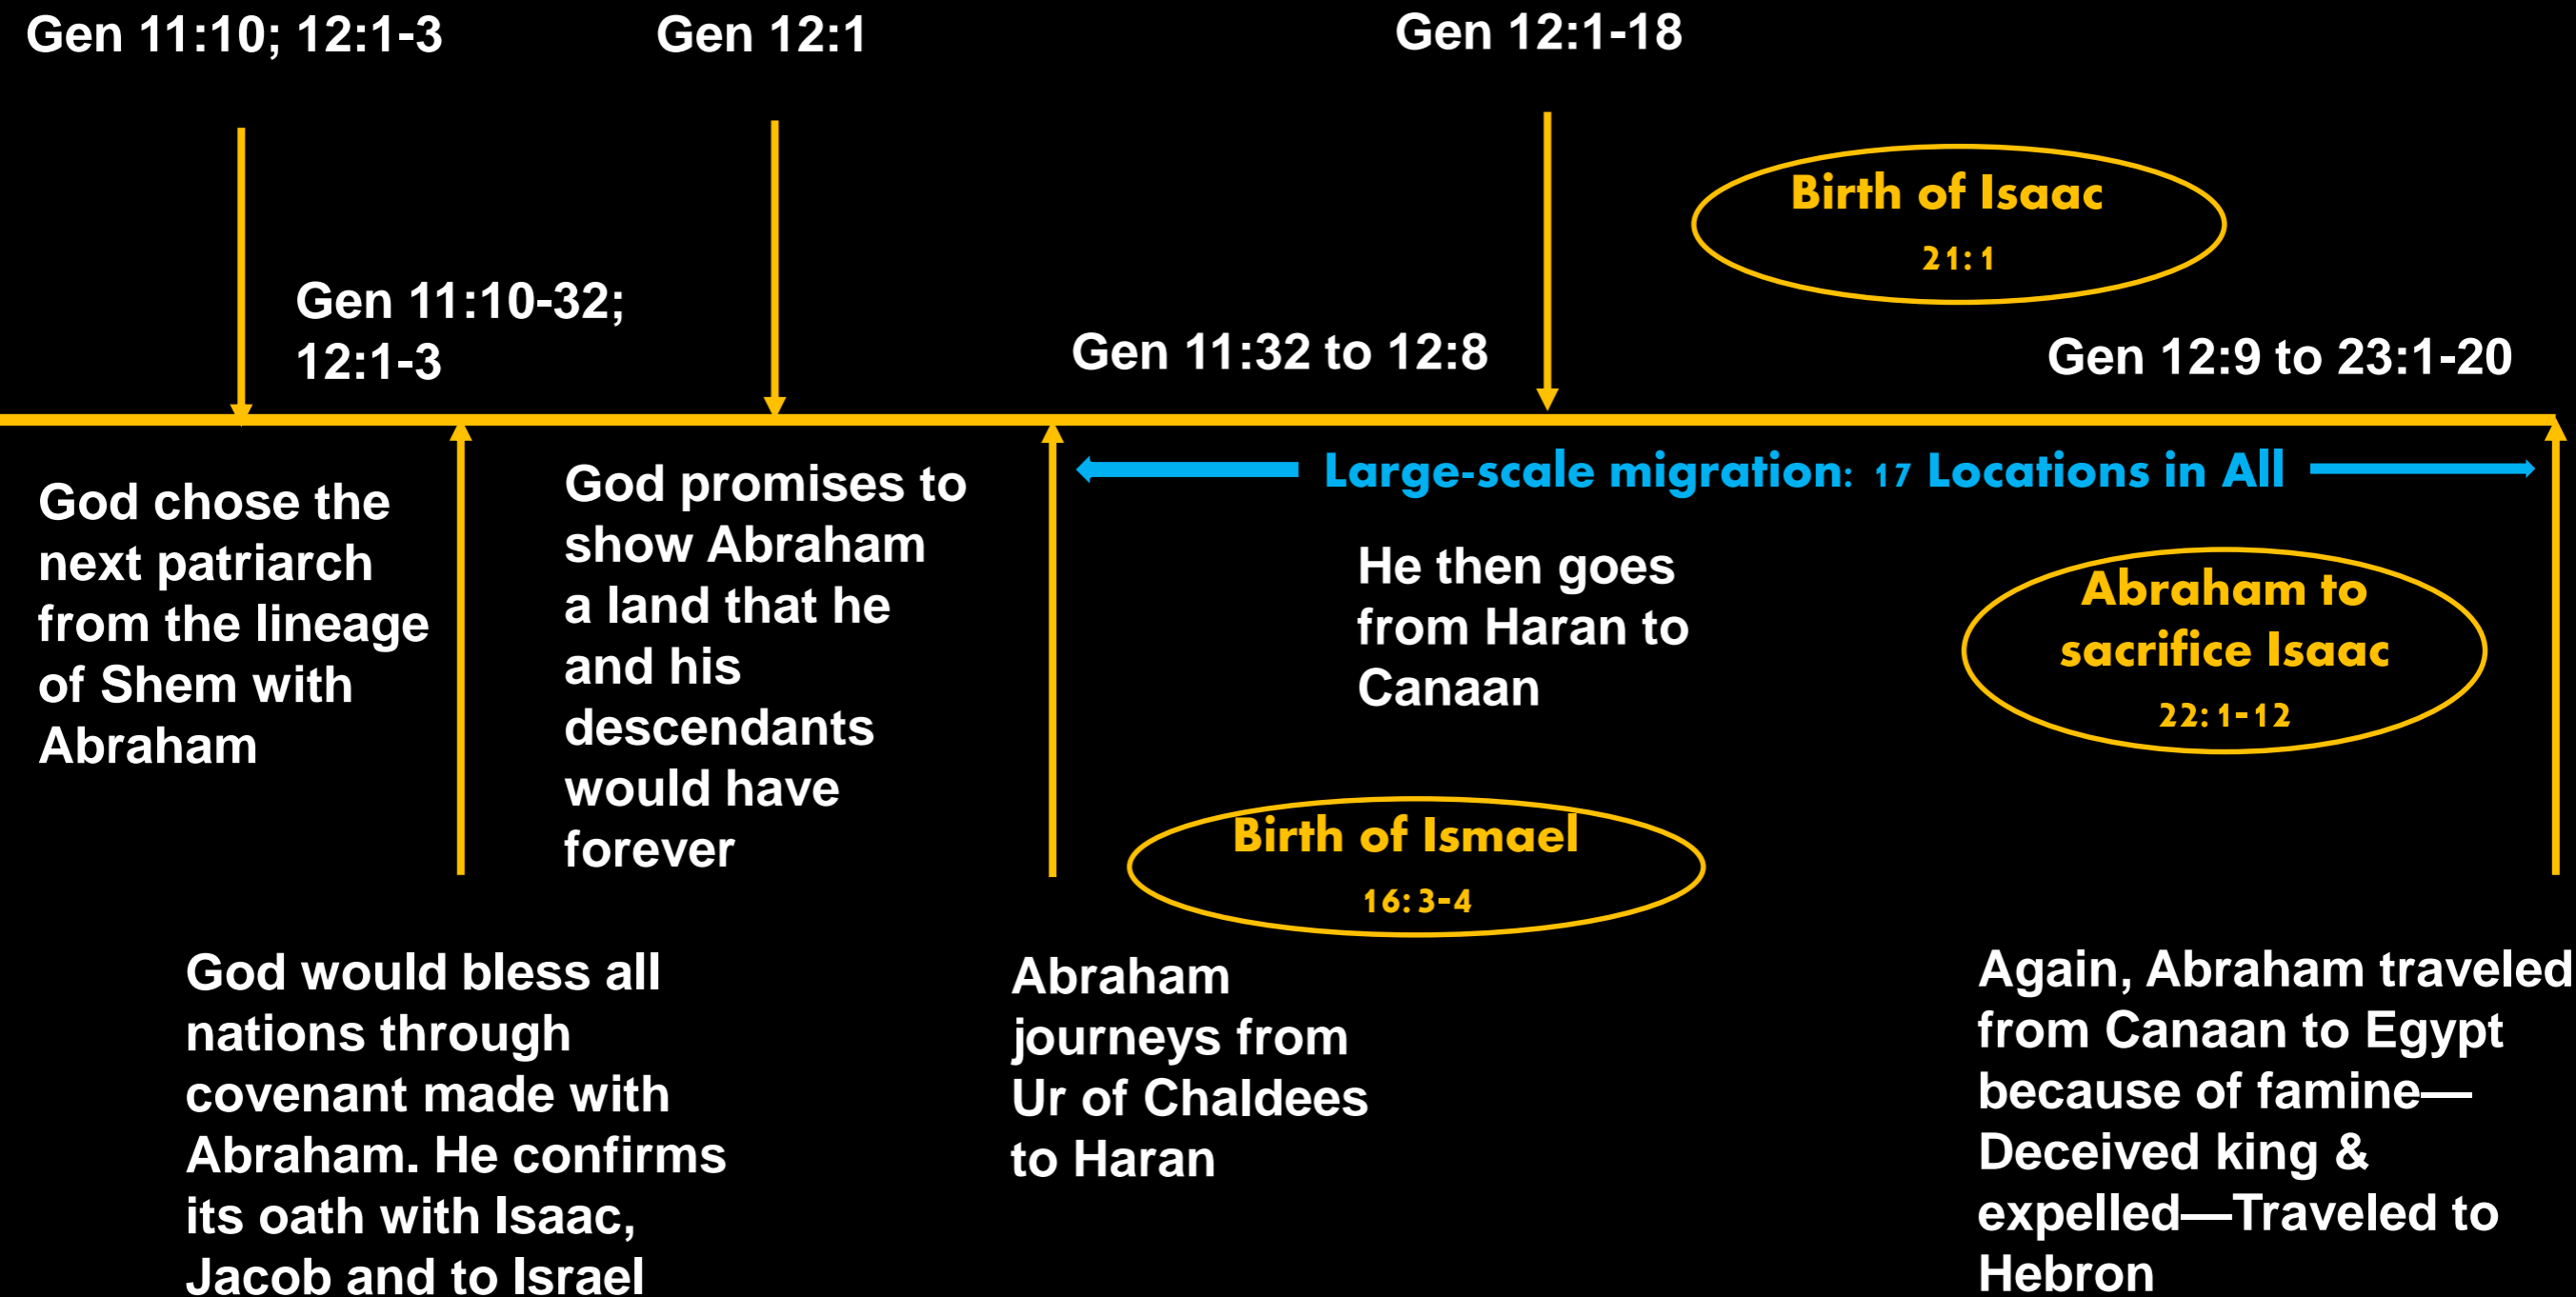 Gen 11:10; 12:1-3
Gen 12:1
Gen 12:1-18
Birth of Isaac
21:1
Gen 11:10-32;
12:1-3
Gen 11:32 to 12:8
Gen 12:9 to 23:1-20
Large-scale migration: 17 Locations in All
God chose the
next patriarch
from the lineage
of Shem with
Abraham
God promises to
show Abraham
a land that he
and his
descendants
would have
forever
He then goes
from Haran to
Canaan
Abraham to
sacrifice Isaac
22:1-12
Birth of Ismael
16:3-4
God would bless all
nations through
covenant made with
Abraham. He confirms
its oath with Isaac,
Jacob and to Israel
Abraham
journeys from
Ur of Chaldees
to Haran
Again, Abraham traveled
from Canaan to Egypt
because of famine—
Deceived king &
expelled—Traveled to
Hebron